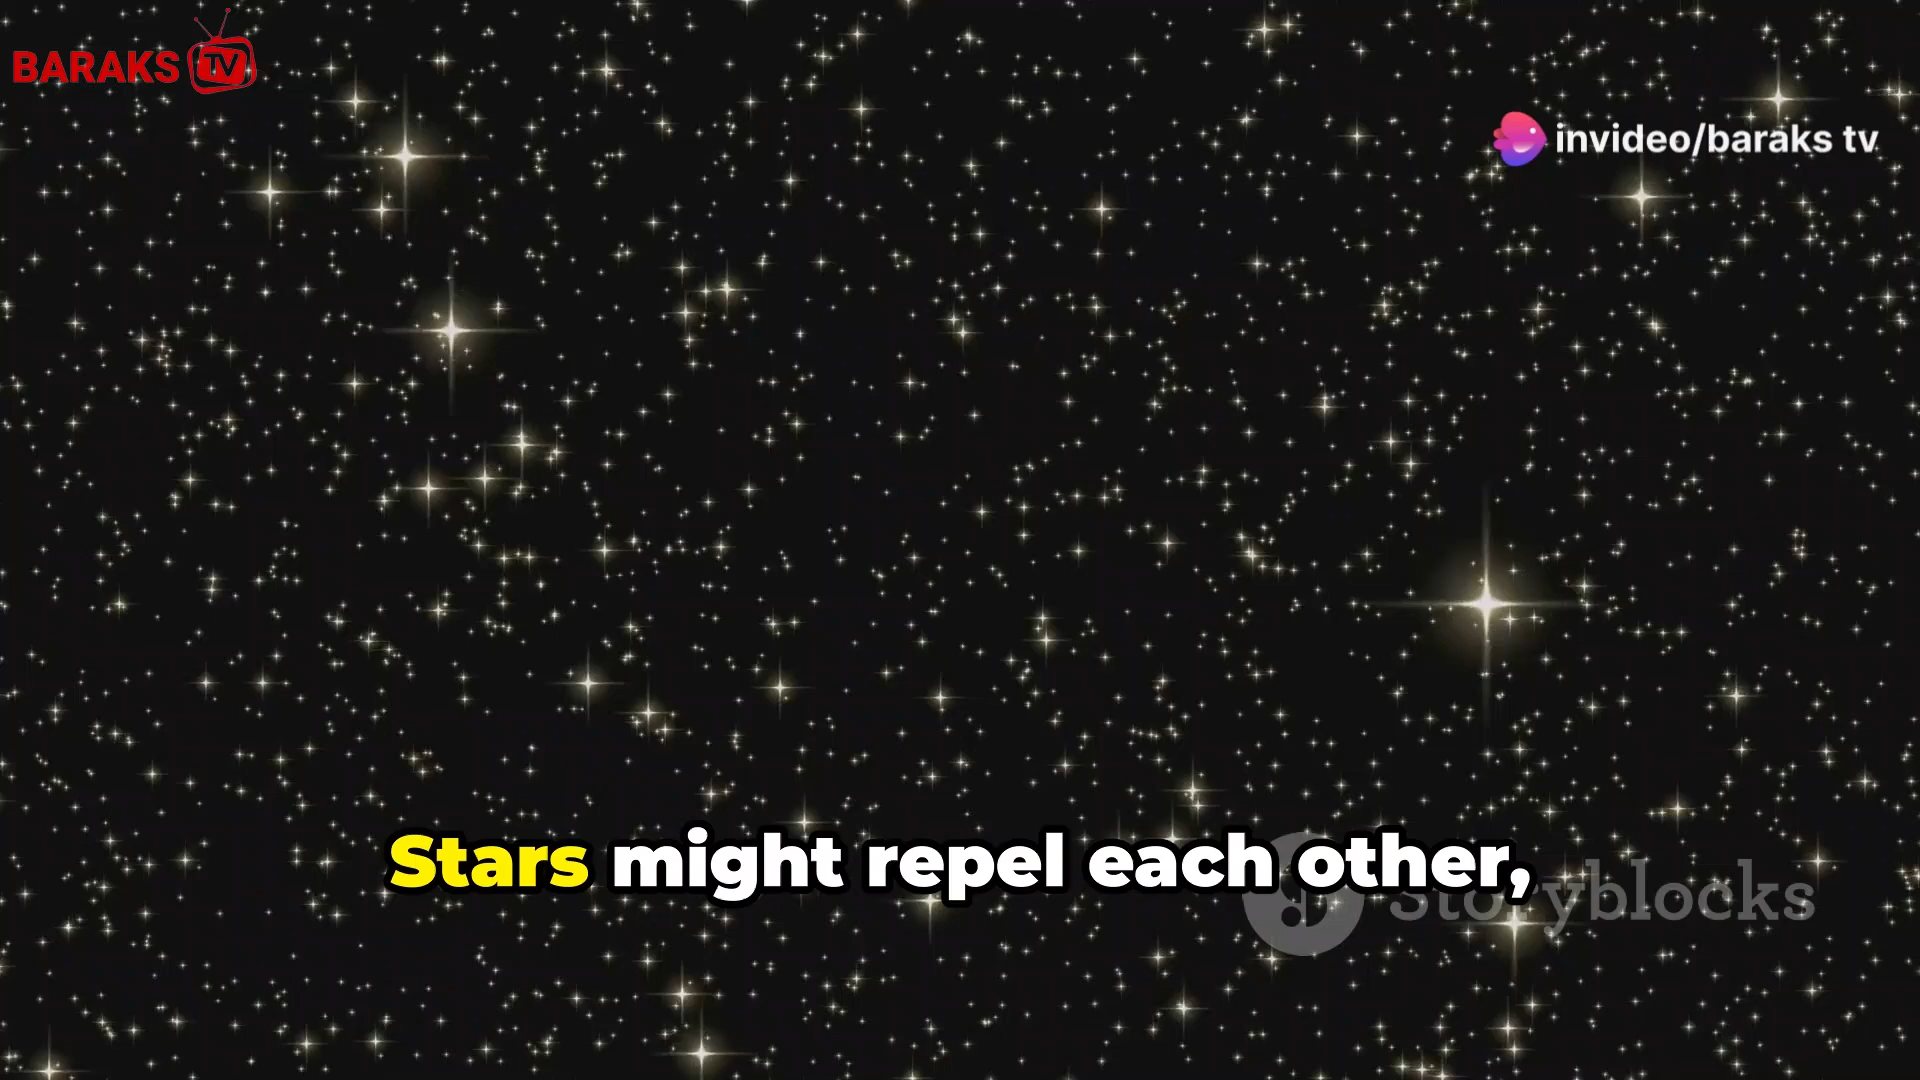 BARAKS TV
invideo/baraks tv
Stars might repel each other,
Storyblocks